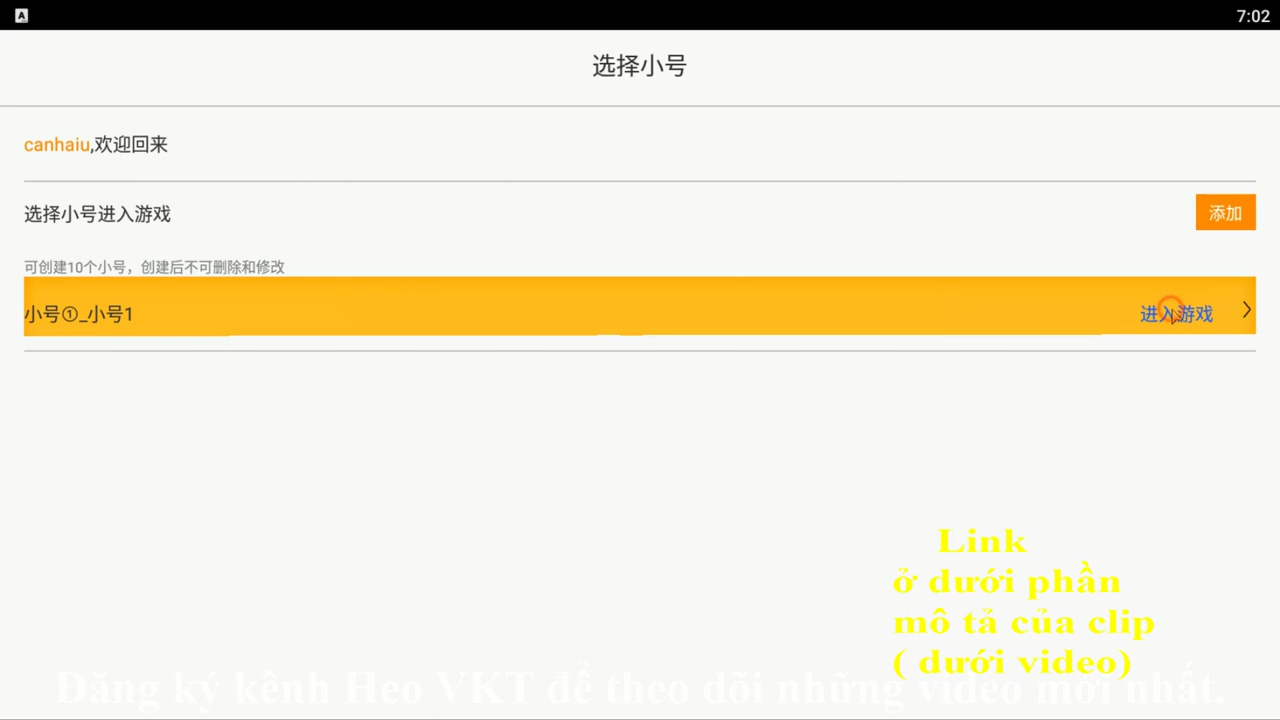 A
7:02
选择小号
canhaiu,欢迎回来
选择小号进入游戏
添加
可创建10个小号，创建后不可删除和修改
小号①_小号1
进入游戏
Link
ở dưới phần
mô tả của clip
( dưới video)
Đăng ký kênh Heo VKT để theo dõi những video mới nhất.